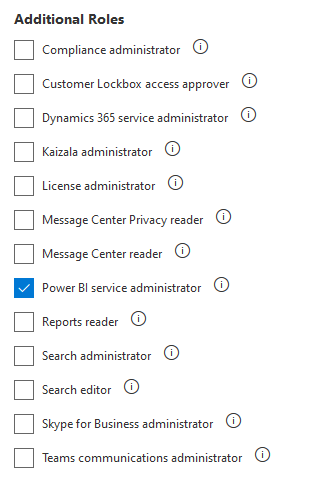 Additional Roles
Compliance administrator
Customer Lockbox access approver
Dynamics 365 service administrator
Kaizala administrator
License administrator
Message Center Privacy reader
Message Center reader
Power BI service administrator
Reports reader
Search administrator
Search editor
Skype for Business administrator
Teams communications administrator